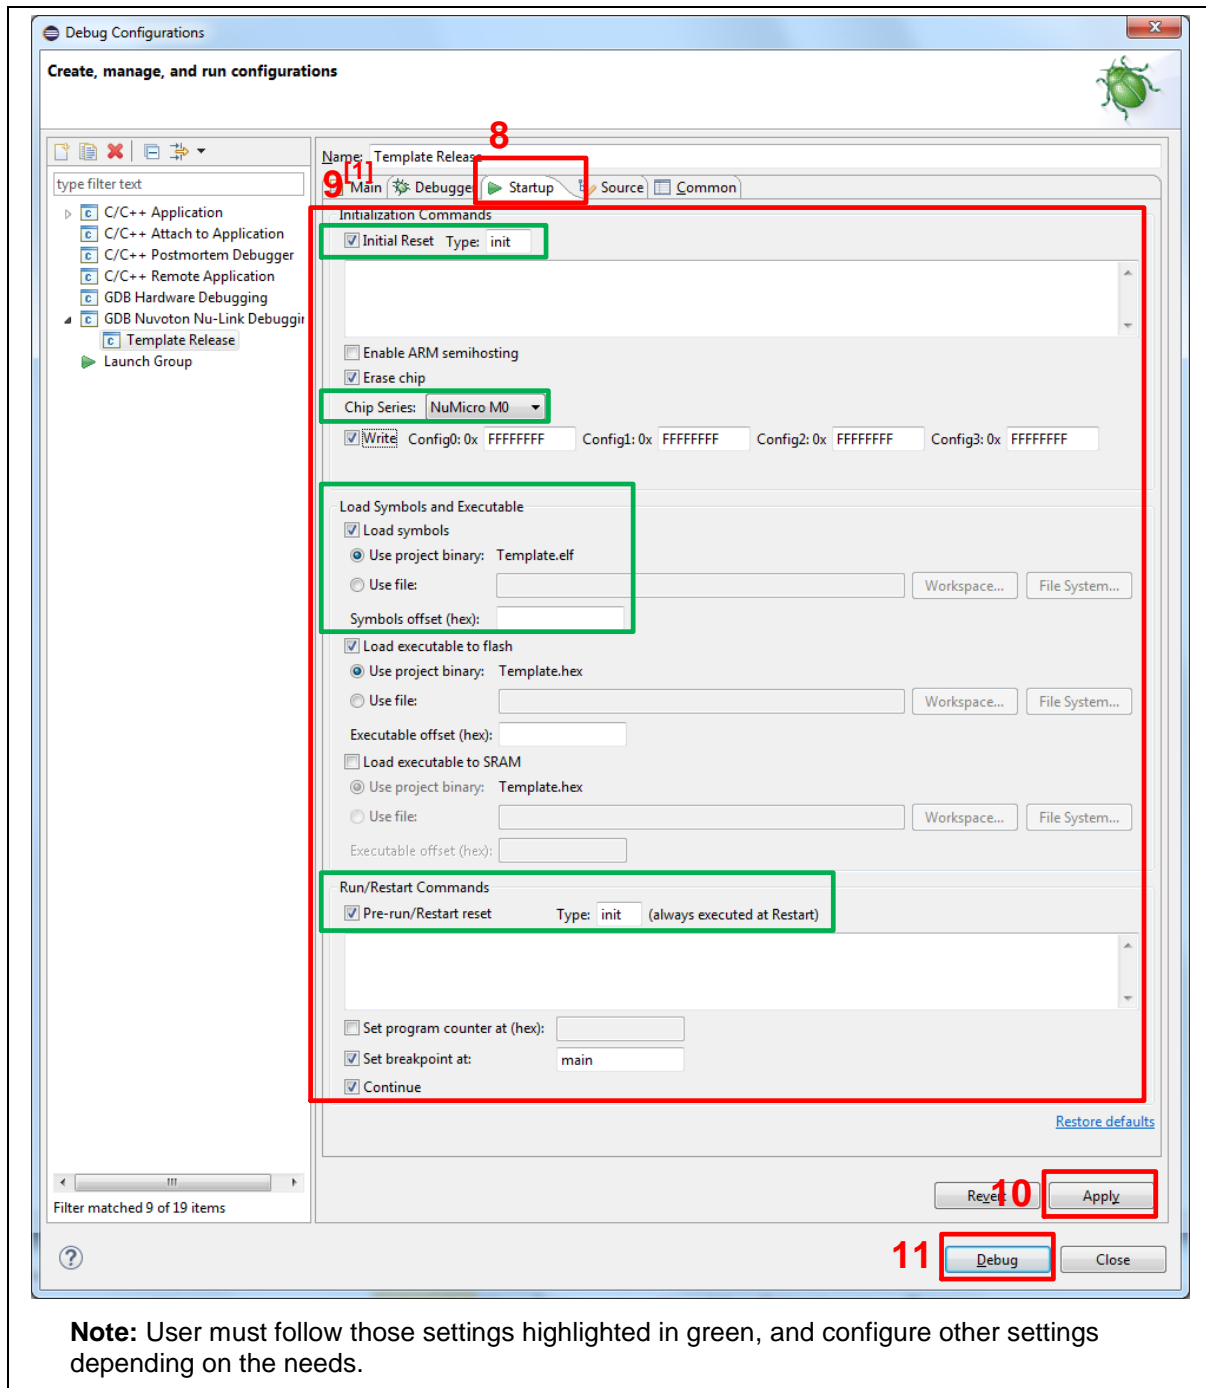 Debug Configurations
Create, manage, and run configurations
8
Name: Template Release
9[1]
type filter text
Main Debugger Startup Source Common
C/C++ Application
C/C++ Attach to Application
C/C++ Postmortem Debugger
C/C++ Remote Application
GDB Hardware Debugging
GDB Nuvoton Nu-Link Debuggin
Template Release
Launch Group
Initialization Commands
Initial Reset Type: init
Enable ARM semihosting
Erase chip
Chip Series: NuMicro M0
Write Config0: 0x FFFFFFFF Config1: 0x FFFFFFFF Config2: 0x FFFFFFFF Config3: 0x FFFFFFFF
Load Symbols and Executable
Load symbols
Use project binary: Template.elf
Use file: Workspace... File System...
Symbols offset (hex):
Load executable to flash
Use project binary: Template.hex
Use file: Workspace... File System...
Executable offset (hex):
Load executable to SRAM
Use project binary: Template.hex
Use file: Workspace... File System...
Executable offset (hex):
Run/Restart Commands
Pre-run/Restart reset Type: init (always executed at Restart)
Set program counter at (hex):
Set breakpoint at: main
Continue
Restore defaults
Filter matched 9 of 19 items
Revert 10 Apply
11 Debug Close
Note: User must follow those settings highlighted in green, and configure other settings
depending on the needs.